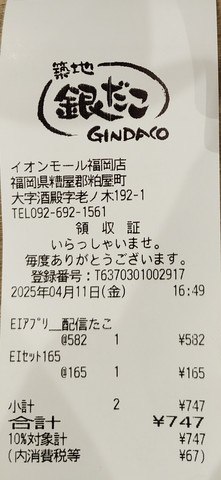 築地
銀だこ
GINDACO
イオンモール福岡店
福岡県糟屋郡粕屋町
大字酒殿字老ノ木192-1
TEL092-692-1561
領 収 証
いらっしゃいませ。
毎度ありがとうございます。
登録番号：T6370301002917
2025年04月11日(金) 16:49
EIアプリ__配信たこ
@582 1 ¥582
EIセット165
@165 1 ¥165
小計 2 ¥747
合計 ¥747
10%対象計 ¥747
(内消費税等 ¥67)